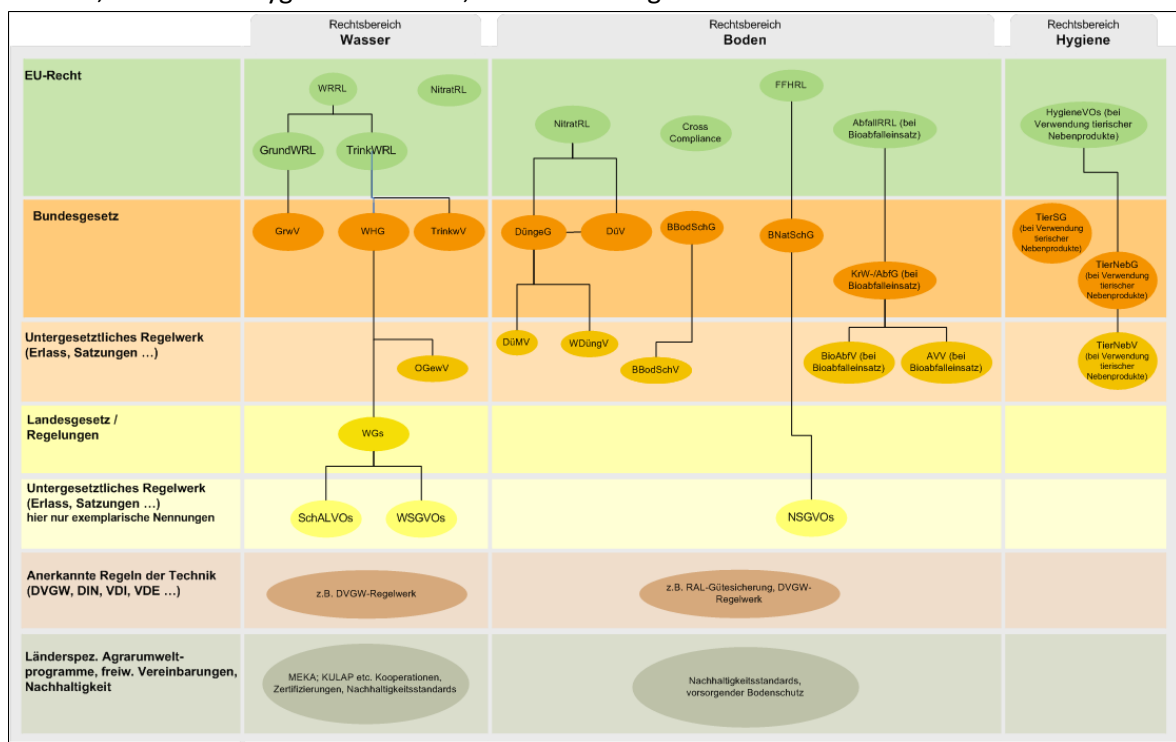 Rechtsbereich
Wasser
Rechtsbereich
Boden
Rechtsbereich
Hygiene
EU-Recht
WRRL
NitratRL
GrundWRL
TrinkWRL
NitratRL
Cross
Compliance
FFHRL
AbfallRRL (bei
Bioabfalleinsatz)
HygieneVOs (bei
Verwendung tierischer
Nebenprodukte)
Bundesgesetz
GrwV
WHG
TrinkwV
DüngeG
DüV
BBodSchG
BNatSchG
KrW-/AbfG (bei
Bioabfalleinsatz)
TierSG
(bei Verwendung
tierischer
Nebenprodukte)
TierNebG
(bei Verwendung
tierischer
Nebenprodukte)
Untergesetztliches Regelwerk
(Erlass, Satzungen ...)
OGewV
DüMV
WDüngV
BBodSchV
BioAbfV (bei
Bioabfalleinsatz)
AVV (bei
Bioabfalleinsatz)
TierNebV
(bei Verwendung
tierischer
Nebenprodukte)
Landesgesetz /
Regelungen
WGs
Untergesetztliches Regelwerk
(Erlass, Satzungen ...)
hier nur exemplarische Nennungen
SchALVOs
WSGVOs
NSGVOs
Anerkannte Regeln der Technik
(DVGW, DIN, VDI, VDE ...)
z.B. DVGW-Regelwerk
z.B. RAL-Gütesicherung, DVGW-
Regelwerk
Länderspez. Agrarumwelt-
programme, freiw. Vereinbarungen,
Nachhaltigkeit
MEKA; KULAP etc. Kooperationen,
Zertifizierungen, Nachhaltigkeitsstandards
Nachhaltigkeitsstandards,
vorsorgender Bodenschutz